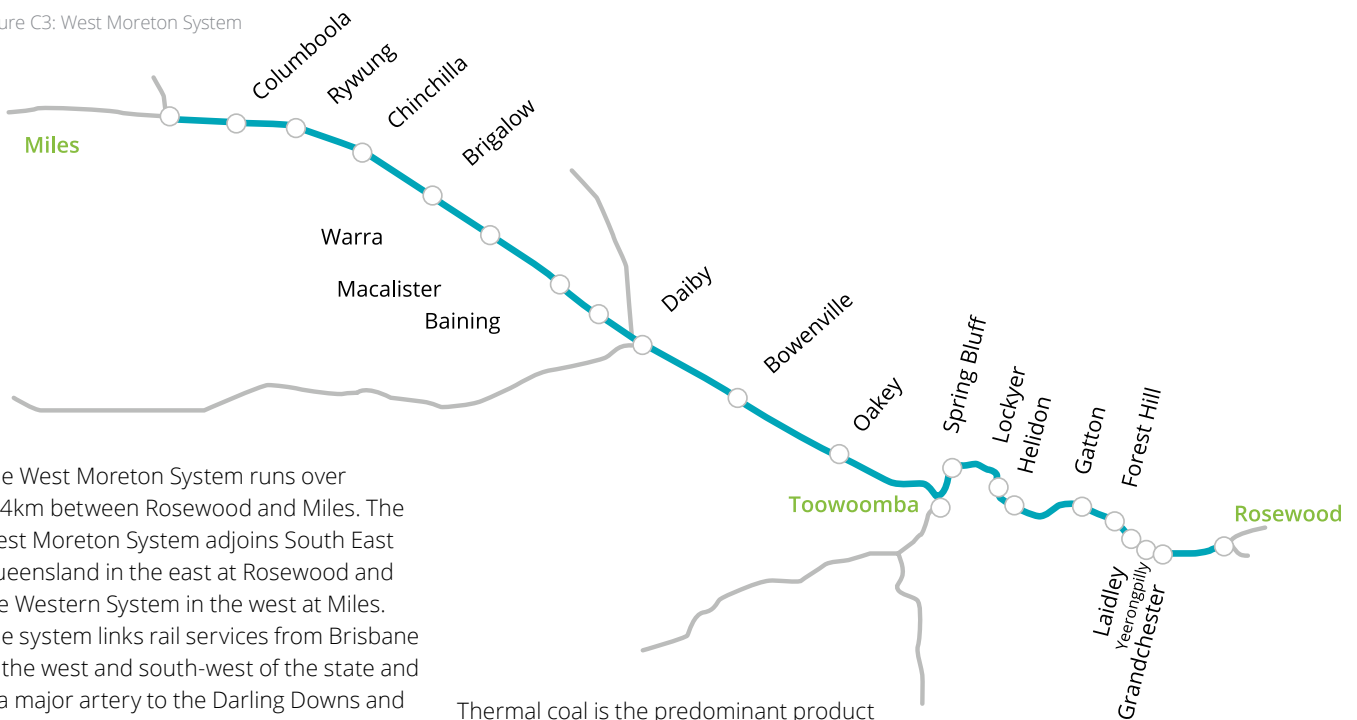 ure C3: West Moreton System
Columboola
Rywung
Chinchilla
Brigalow
Miles
Warra
Macalister
Baining
Dalby
Bowenville
Oakey
Spring Bluff
Lockyer
Helidon
Gatton
Forest Hill
Toowoomba
Rosewood
Laidley
Yeerongpilly
Grandchester
e West Moreton System runs over
4km between Rosewood and Miles. The
est Moreton System adjoins South East
ueensland in the east at Rosewood and
e Western System in the west at Miles.
e system links rail services from Brisbane
the west and south-west of the state and
a major artery to the Darling Downs and
Thermal coal is the predominant product